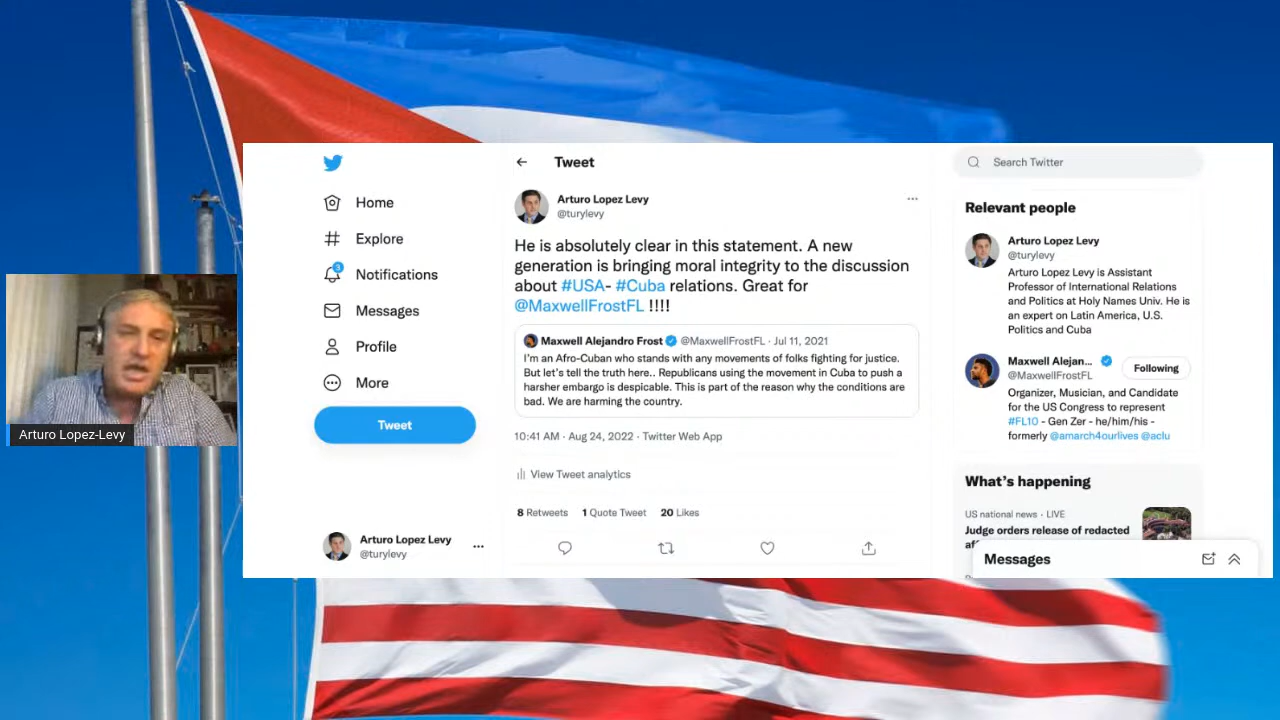 Arturo Lopez-Levy
Home
Explore
3
Notifications
Messages
Profile
More
Tweet
Arturo Lopez Levy
@turylevy
Tweet
Arturo Lopez Levy
@turylevy
He is absolutely clear in this statement. A new
generation is bringing moral integrity to the discussion
about #USA- #Cuba relations. Great for
@MaxwellFrostFL !!!!
Maxwell Alejandro Frost @MaxwellFrostFL · Jul 11, 2021
I'm an Afro-Cuban who stands with any movements of folks fighting for justice.
But let's tell the truth here.. Republicans using the movement in Cuba to push a
harsher embargo is despicable. This is part of the reason why the conditions are
bad. We are harming the country.
10:41 AM · Aug 24, 2022 · Twitter Web App
View Tweet analytics
8 Retweets 1 Quote Tweet 20 Likes
Search Twitter
Relevant people
Arturo Lopez Levy
@turylevy
Arturo Lopez Levy is Assistant
Professor of International Relations
and Politics at Holy Names Univ. He is
an expert on Latin America, U.S.
Politics and Cuba
Maxwell Alejan...
@MaxwellFrostFL
Following
Organizer, Musician, and Candidate
for the US Congress to represent
#FL10 - Gen Zer - he/him/his -
formerly @amarch4ourlives @aclu
What's happening
US national news · LIVE
Judge orders release of redacted
Messages